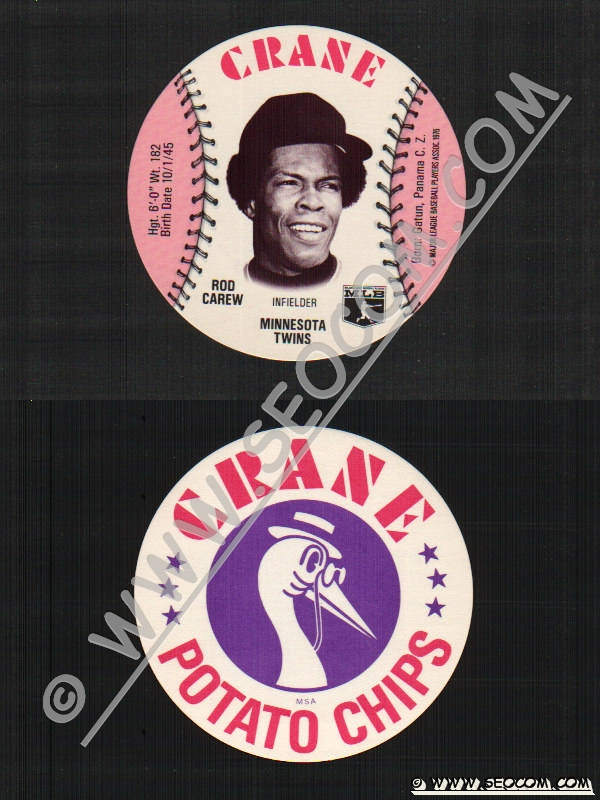 CRANE
Hgt. 6'-0" Wt. 182
Birth Date 10/1/45
Born: Gatun, Panama C. Z.
© MAJOR LEAGUE BASEBALL PLAYERS ASSOC. 1976
ROD
CAREW
INFIELDER
MLB
MINNESOTA
TWINS
CRANE
POTATO CHIPS
MSA
© WWW.SEOCOM.COM
© WWW.SEOCOM.COM